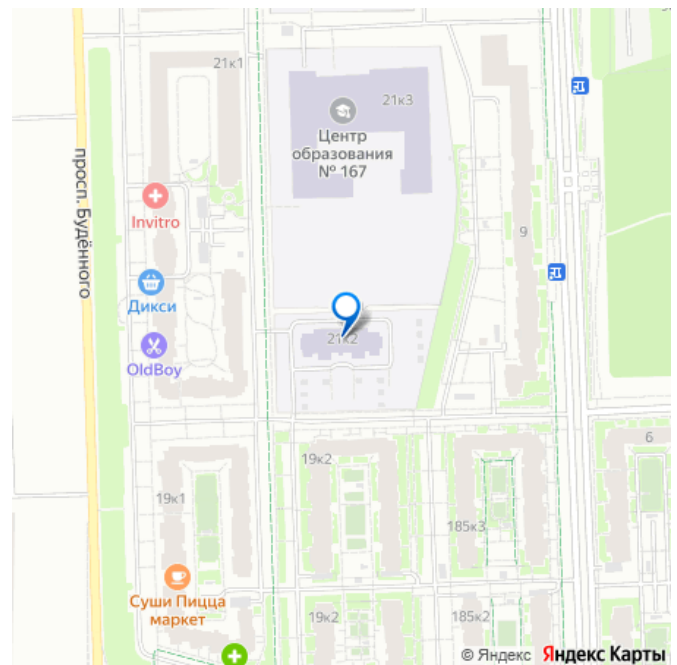 21к1
21к3
Центр
образования
№ 167
просп. Будённого
Invitro
9
Дикси
21к2
OldBoy
6
19к2
19к1
185к3
Суши Пицца
маркет
19к2
185к2
© Яндекс Яндекс Карты